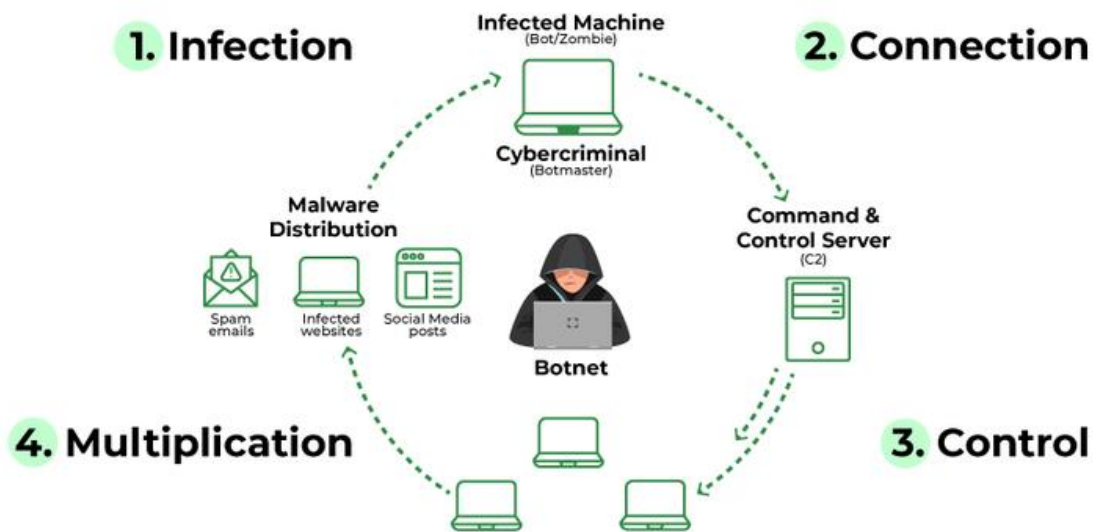 1. Infection
Infected Machine
(Bot/Zombie)
2. Connection
Cybercriminal
(Botmaster)
Malware
Distribution
Spam
emails
Infected
websites
Social Media
posts
Command &
Control Server
(C2)
Botnet
4. Multiplication
3. Control